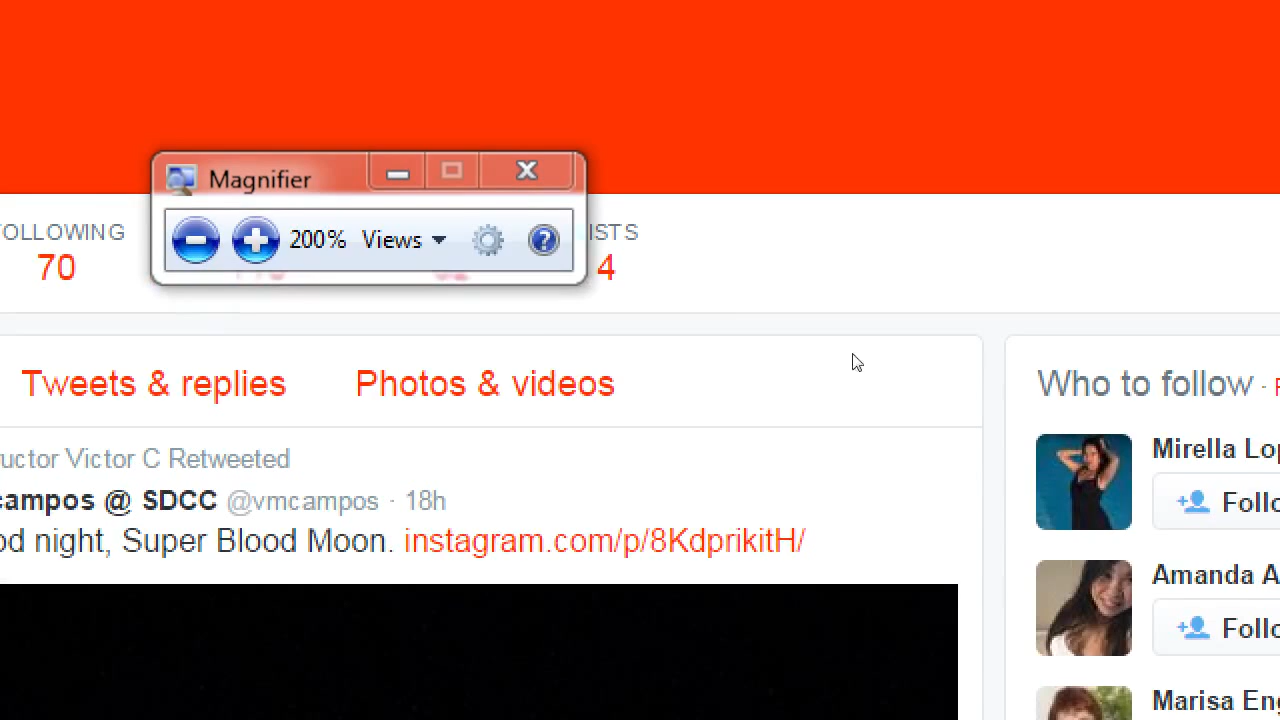 Magnifier
200% Views
OLLOWING
ISTS
70
4
Tweets & replies Photos & videos
Who to follow ·
uctor Victor C Retweeted
campos @ SDCC @vmcampos · 18h
od night, Super Blood Moon. instagram.com/p/8KdprikitH/
Mirella Lop
Follo
Amanda A
Follo
Marisa Eng